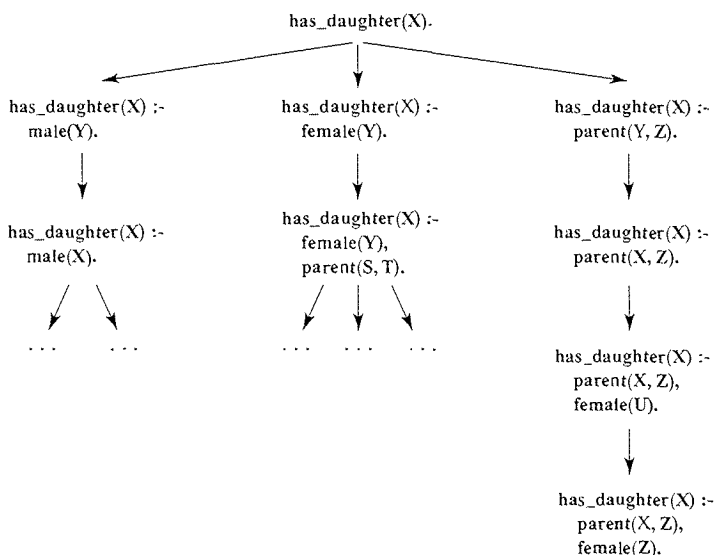 has_daughter(X).
has_daughter(X) :-
male(Y).
has_daughter(X) :-
female(Y).
has_daughter(X) :-
parent(Y, Z).
has_daughter(X) :-
male(X).
has_daughter(X) :-
female(Y),
parent(S, T).
has_daughter(X) :-
parent(X, Z).
. . .
. . .
. . .
. . .
. . .
has_daughter(X) :-
parent(X, Z),
female(U).
has_daughter(X) :-
parent(X, Z),
female(Z).